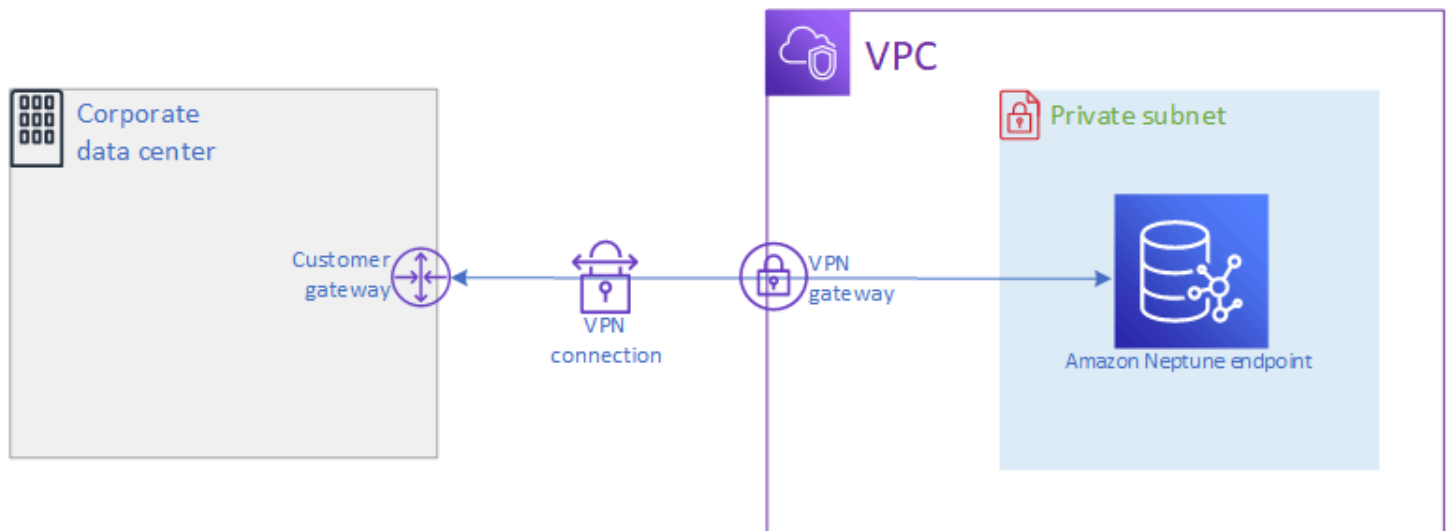 VPC
Corporate
data center
Private subnet
Customer
gateway
VPN
connection
VPN
gateway
Amazon Neptune endpoint